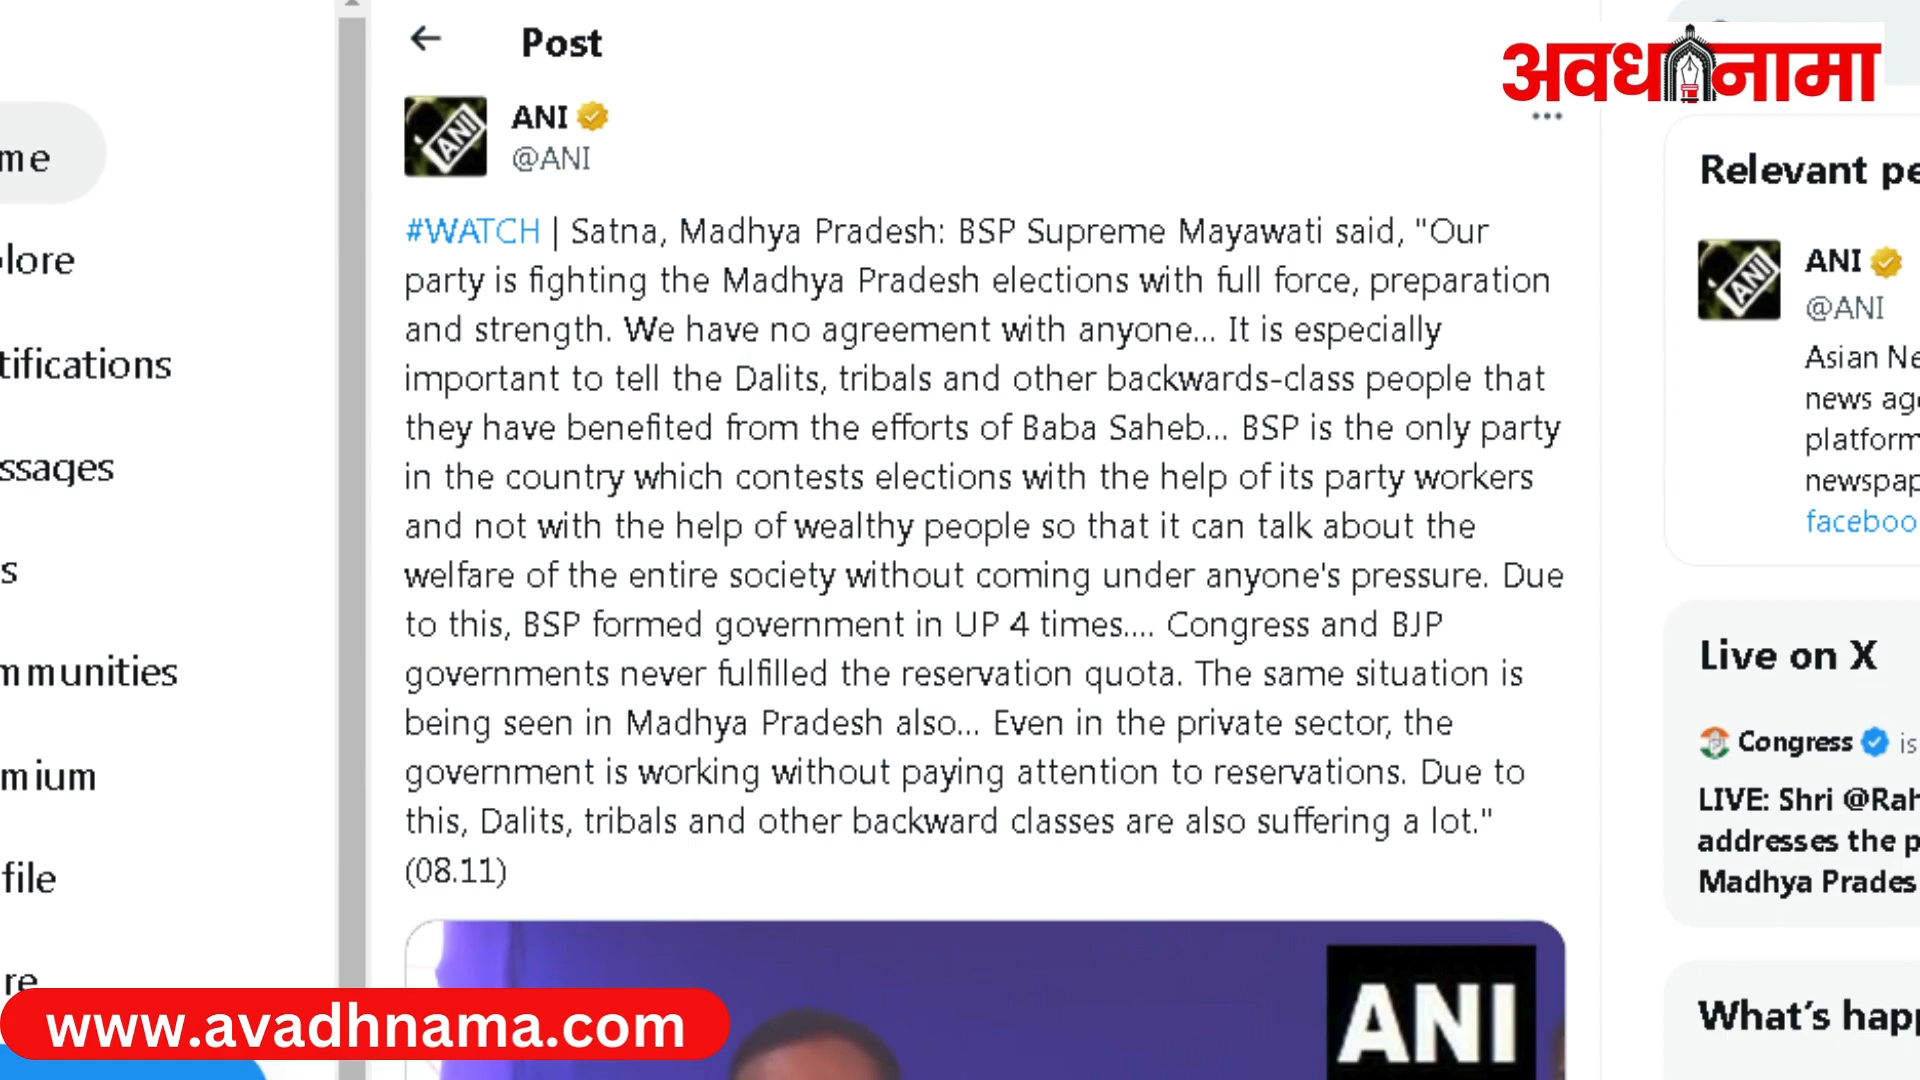 Post
अवधनामा
ANI
@ANI
#WATCH | Satna, Madhya Pradesh: BSP Supreme Mayawati said, "Our
party is fighting the Madhya Pradesh elections with full force, preparation
and strength. We have no agreement with anyone... It is especially
important to tell the Dalits, tribals and other backwards-class people that
they have benefited from the efforts of Baba Saheb... BSP is the only party
in the country which contests elections with the help of its party workers
and not with the help of wealthy people so that it can talk about the
welfare of the entire society without coming under anyone's pressure. Due
to this, BSP formed government in UP 4 times.... Congress and BJP
governments never fulfilled the reservation quota. The same situation is
being seen in Madhya Pradesh also... Even in the private sector, the
government is working without paying attention to reservations. Due to
this, Dalits, tribals and other backward classes are also suffering a lot."
(08.11)
ANI
ANI
me
lore
tifications
ssages
s
mmunities
mium
file
re
www.avadhnama.com
Relevant pe
ANI
@ANI
Asian Ne
news ag
platform
newspap
faceboo
Live on X
Congress is
LIVE: Shri @Rah
addresses the p
Madhya Prades
What's happ